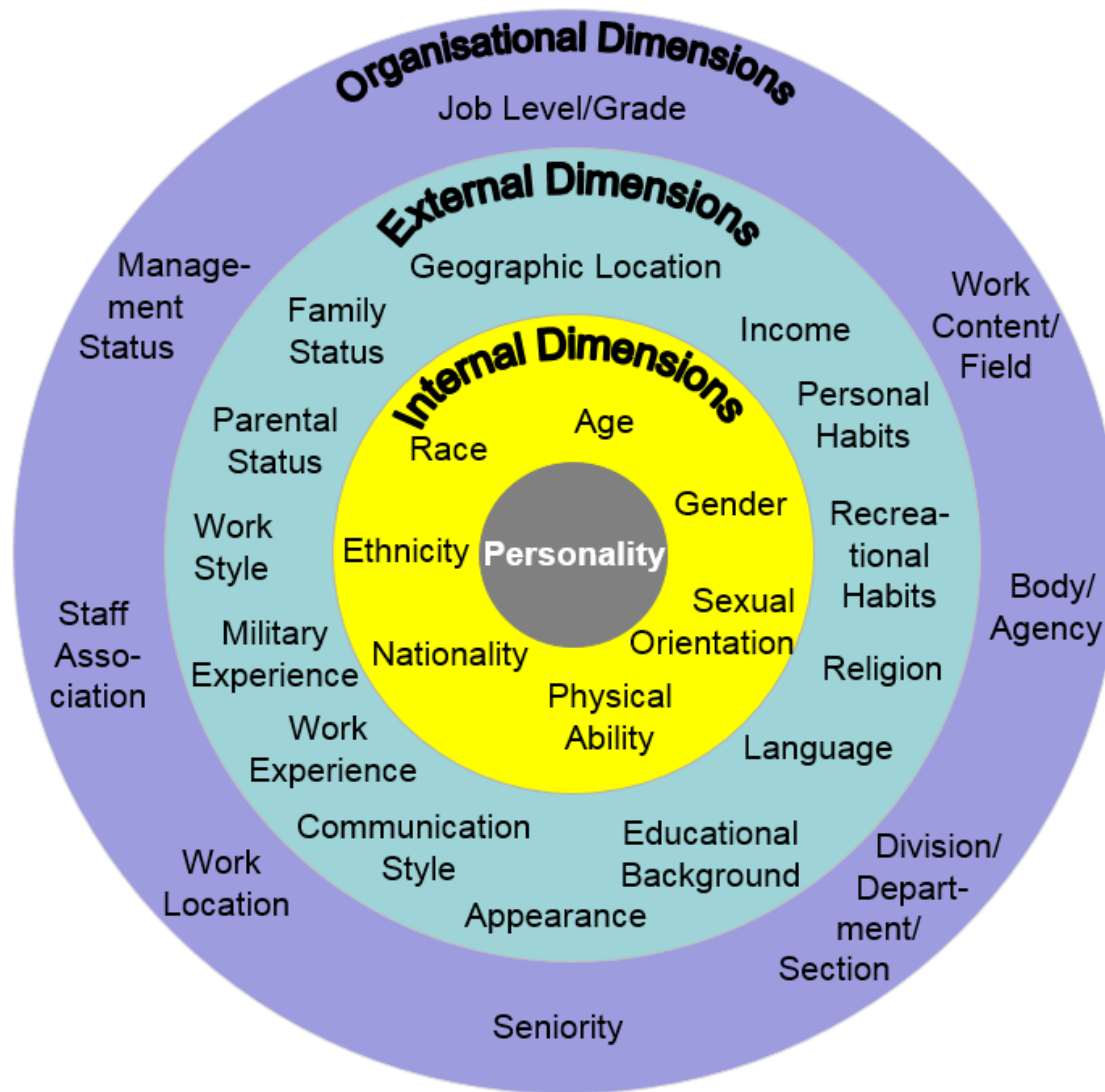 Organisational Dimensions
Job Level/Grade
Work
Content/
Field
Body/
Agency
Division/
Depart-
ment/
Section
Seniority
Work
Location
Staff
Asso-
ciation
Manage-
ment
Status
External Dimensions
Geographic Location
Income
Personal
Habits
Recrea-
tional
Habits
Religion
Language
Educational
Background
Appearance
Communication
Style
Work
Experience
Military
Experience
Work
Style
Parental
Status
Family
Status
Internal Dimensions
Age
Gender
Sexual
Orientation
Physical
Ability
Nationality
Ethnicity
Race
Personality